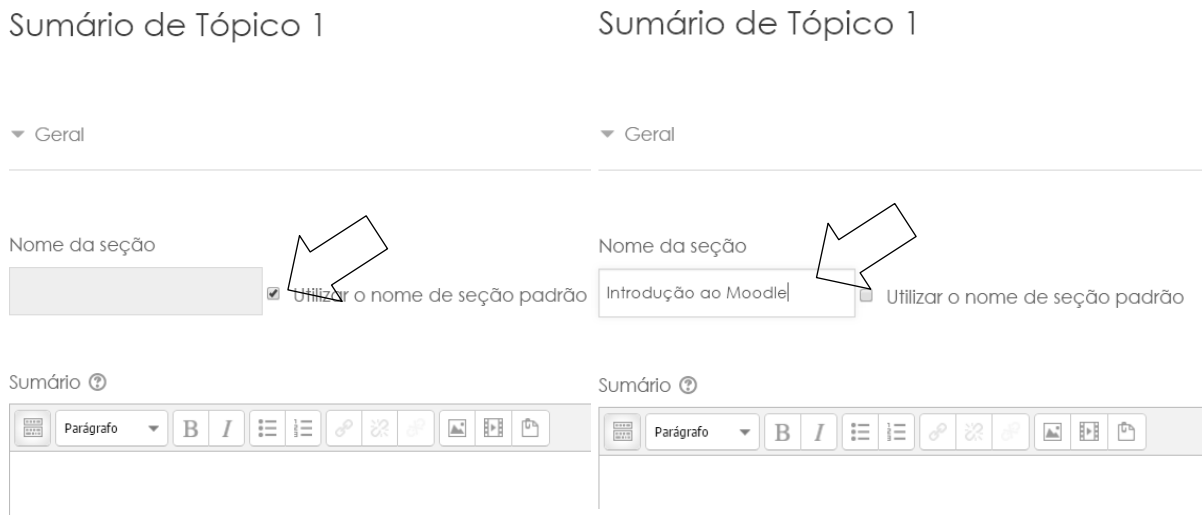 Sumário de Tópico 1
Geral
Nome da seção
Utilizar o nome de seção padrão
Sumário
Parágrafo
B I
Sumário de Tópico 1
Geral
Nome da seção
Introdução ao Moodle
Utilizar o nome de seção padrão
Sumário
Parágrafo
B I